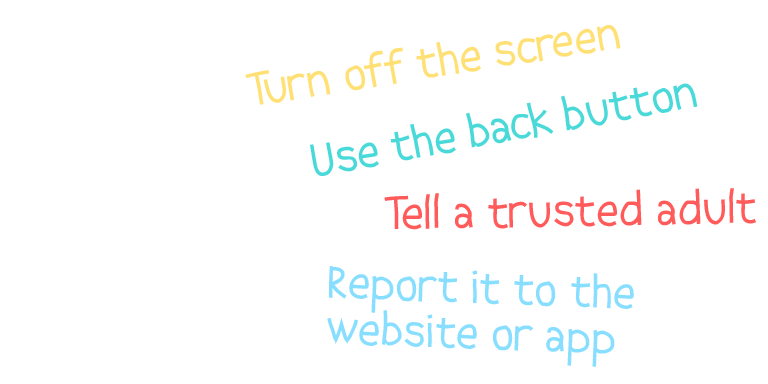 Turn off the screen
Use the back button
Tell a trusted adult
Report it to the
website or app